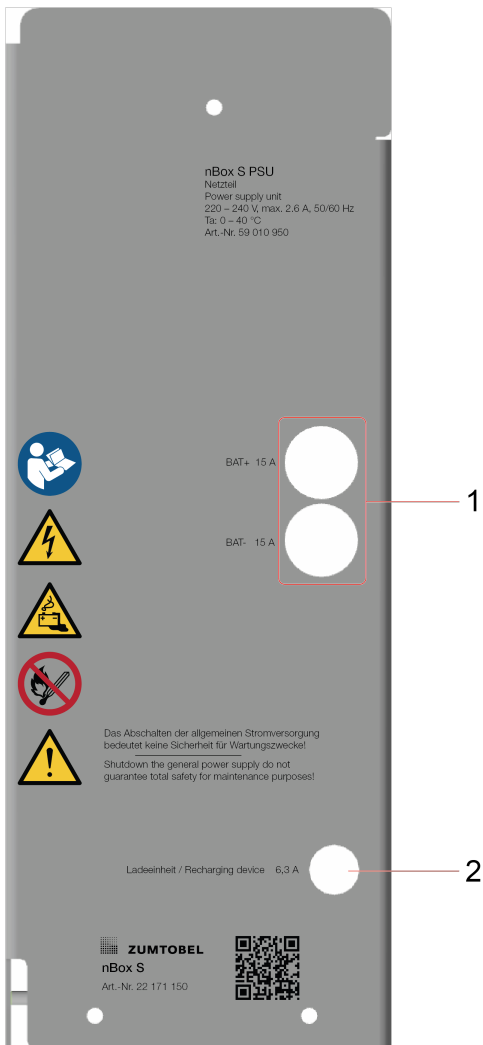 nBox S PSU
Netzteil
Power supply unit
220 – 240 V, max. 2.6 A, 50/60 Hz
Ta: 0 – 40 °C
Art.-Nr. 59 010 950
BAT+ 15 A
1
BAT- 15 A
Das Abschalten der allgemeinen Stromversorgung
bedeutet keine Sicherheit für Wartungszwecke!
Shutdown the general power supply do not
guarantee total safety for maintenance purposes!
Ladeeinheit / Recharging device 6,3 A
2
ZUMTOBEL
nBox S
Art.-Nr. 22 171 150